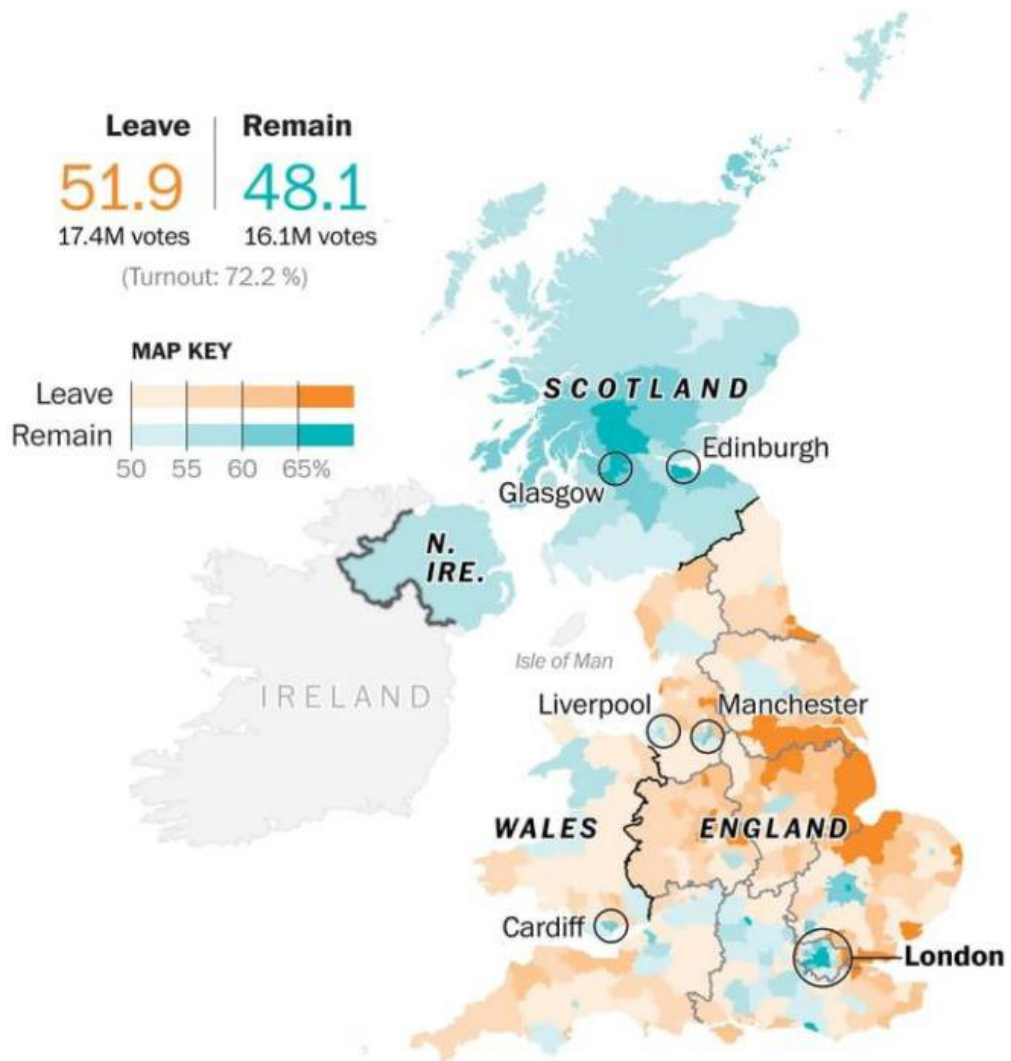 Leave
Remain
51.9
48.1
17.4M votes
16.1M votes
(Turnout: 72.2 %)
MAP KEY
Leave
Remain
50 55 60 65%
SCOTLAND
Edinburgh
Glasgow
N.
IRE.
Isle of Man
IRELAND
Liverpool
Manchester
WALES
ENGLAND
Cardiff
London